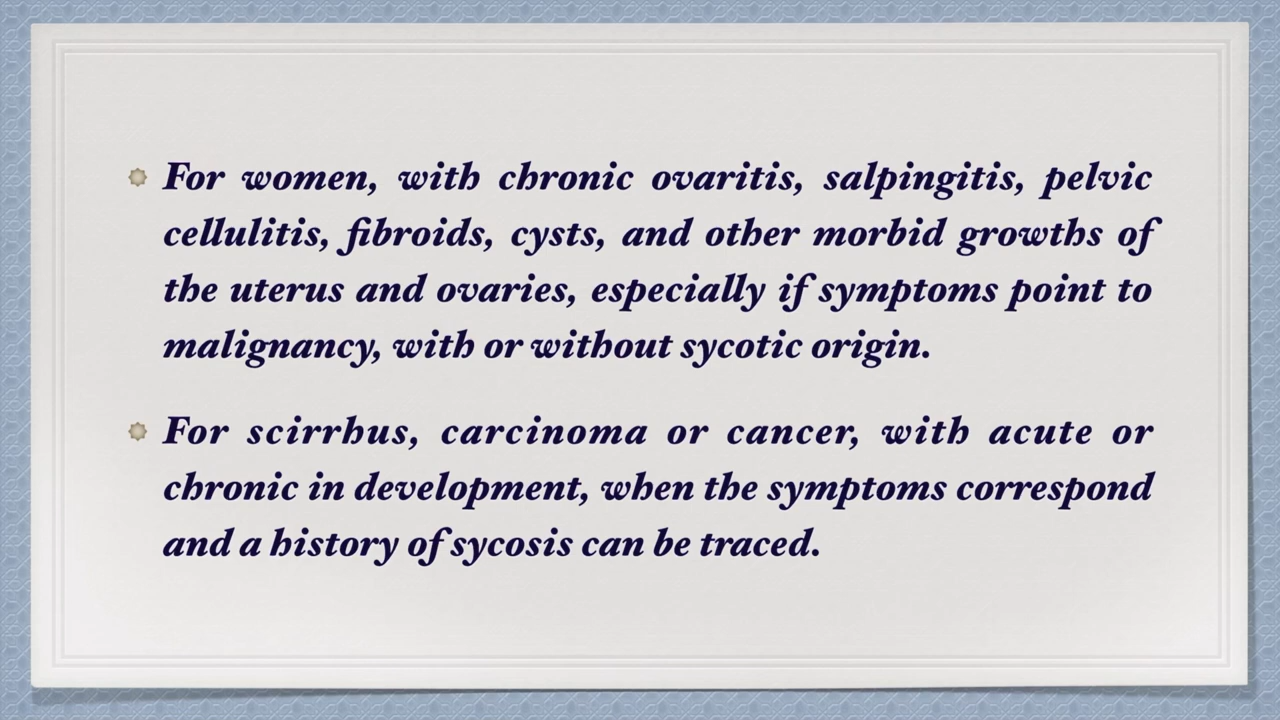 For women, with chronic ovaritis, salpingitis, pelvic
cellulitis, fibroids, cysts, and other morbid growths of
the uterus and ovaries, especially if symptoms point to
malignancy, with or without sycotic origin.
For scirrhus, carcinoma or cancer, with acute or
chronic in development, when the symptoms correspond
and a history of sycosis can be traced.